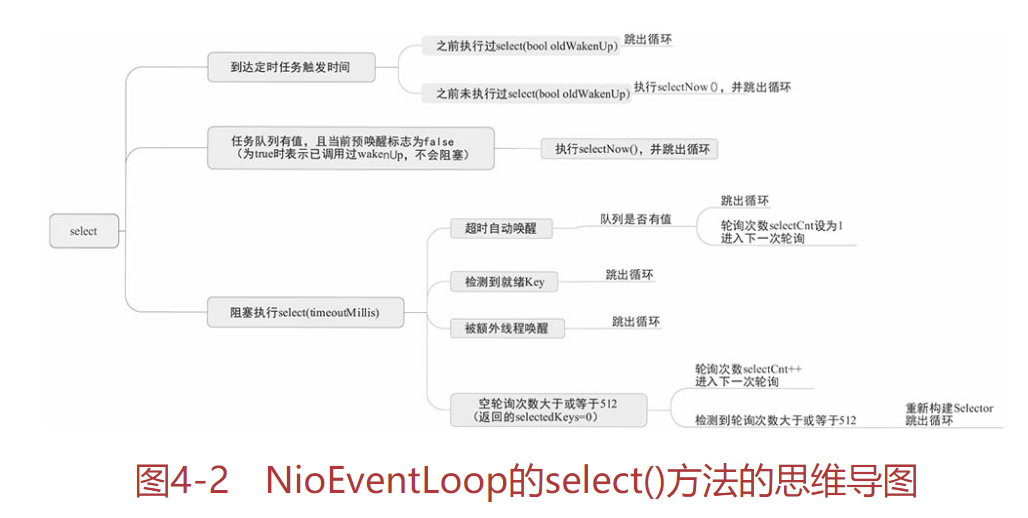 select
到达定时任务触发时间
之前执行过select(bool oldWakenUp)
跳出循环
之前未执行过select(bool oldWakenUp)
执行selectNow()，并跳出循环
任务队列有值，且当前预唤醒标志为false
（为true时表示已调用过wakenUp，不会阻塞）
执行selectNow()，并跳出循环
阻塞执行select(timeoutMillis)
超时自动唤醒
队列是否有值
跳出循环
轮询次数selectCnt设为1
进入下一次轮询
检测到就绪Key
跳出循环
被额外线程唤醒
跳出循环
空轮询次数大于或等于512
（返回的selectedKeys=0）
轮询次数selectCnt++
进入下一次轮询
检测到轮询次数大于或等于512
重新构建Selector
跳出循环
图4-2 NioEventLoop的select()方法的思维导图